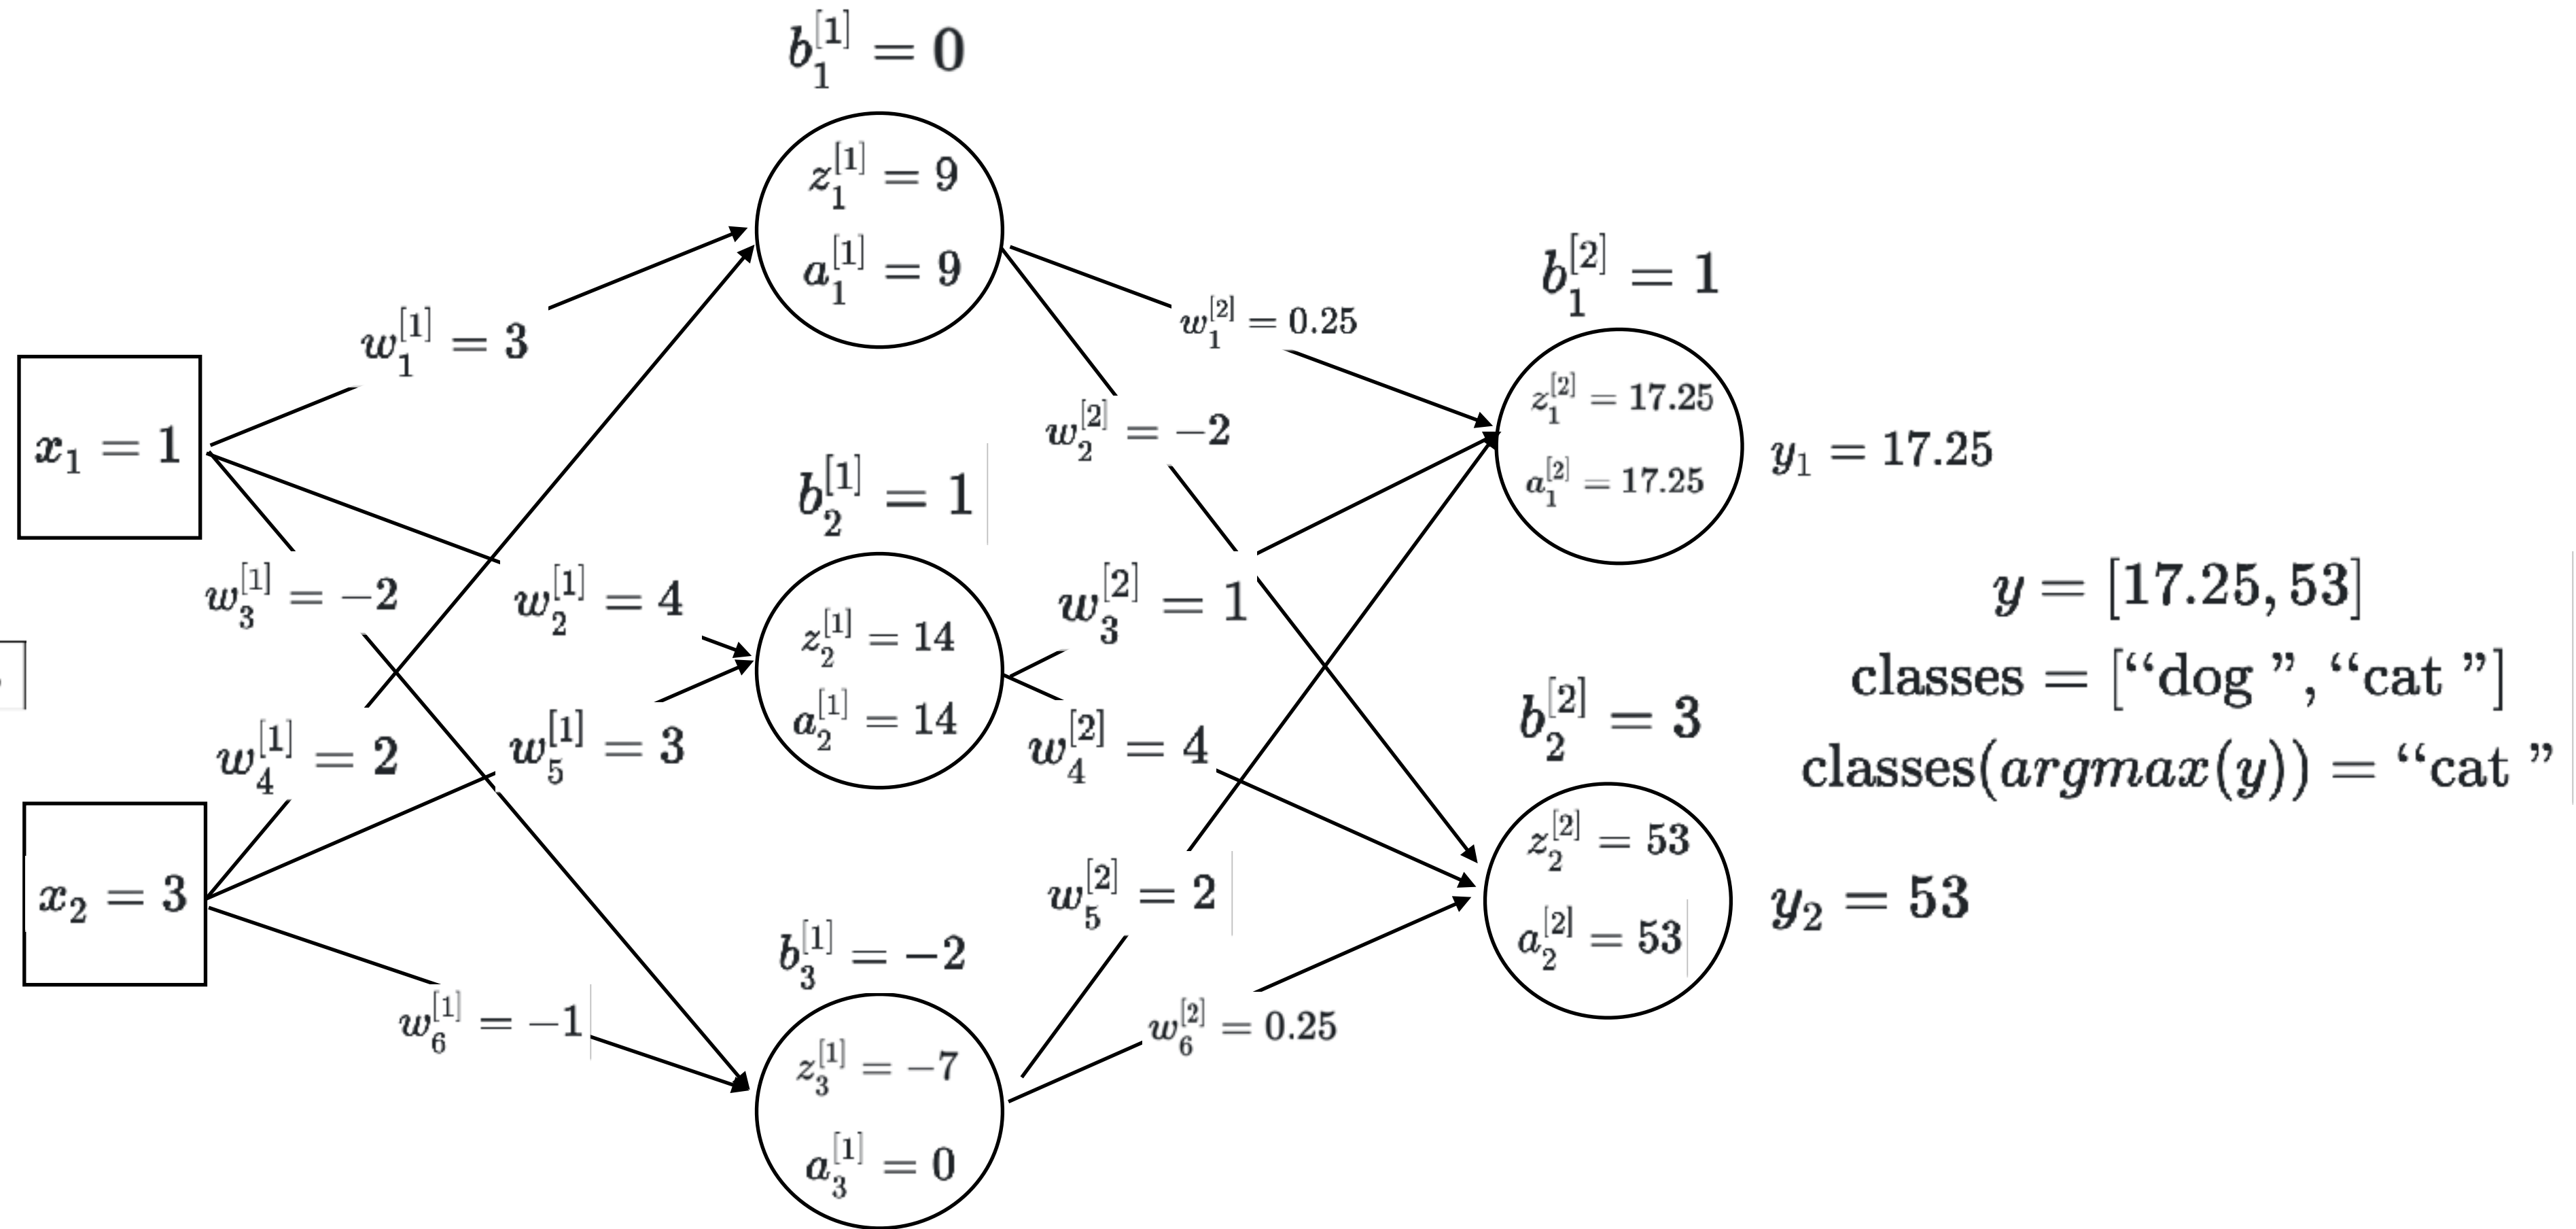 b_1^{[1]} = 0
z_1^{[1]} = 9
a_1^{[1]} = 9
w_1^{[1]} = 3
x_1 = 1
w_3^{[1]} = -2
w_2^{[1]} = 4
w_4^{[1]} = 2
w_5^{[1]} = 3
x_2 = 3
w_6^{[1]} = -1
b_2^{[1]} = 1
z_2^{[1]} = 14
a_2^{[1]} = 14
b_3^{[1]} = -2
z_3^{[1]} = -7
a_3^{[1]} = 0
w_1^{[2]} = 0.25
w_2^{[2]} = -2
w_3^{[2]} = 1
w_4^{[2]} = 4
w_5^{[2]} = 2
w_6^{[2]} = 0.25
b_1^{[2]} = 1
z_1^{[2]} = 17.25
a_1^{[2]} = 17.25
y_1 = 17.25
b_2^{[2]} = 3
z_2^{[2]} = 53
a_2^{[2]} = 53
y_2 = 53
y = [17.25, 53]
classes = [“dog ”, “cat ”]
classes(argmax(y)) = “cat ”